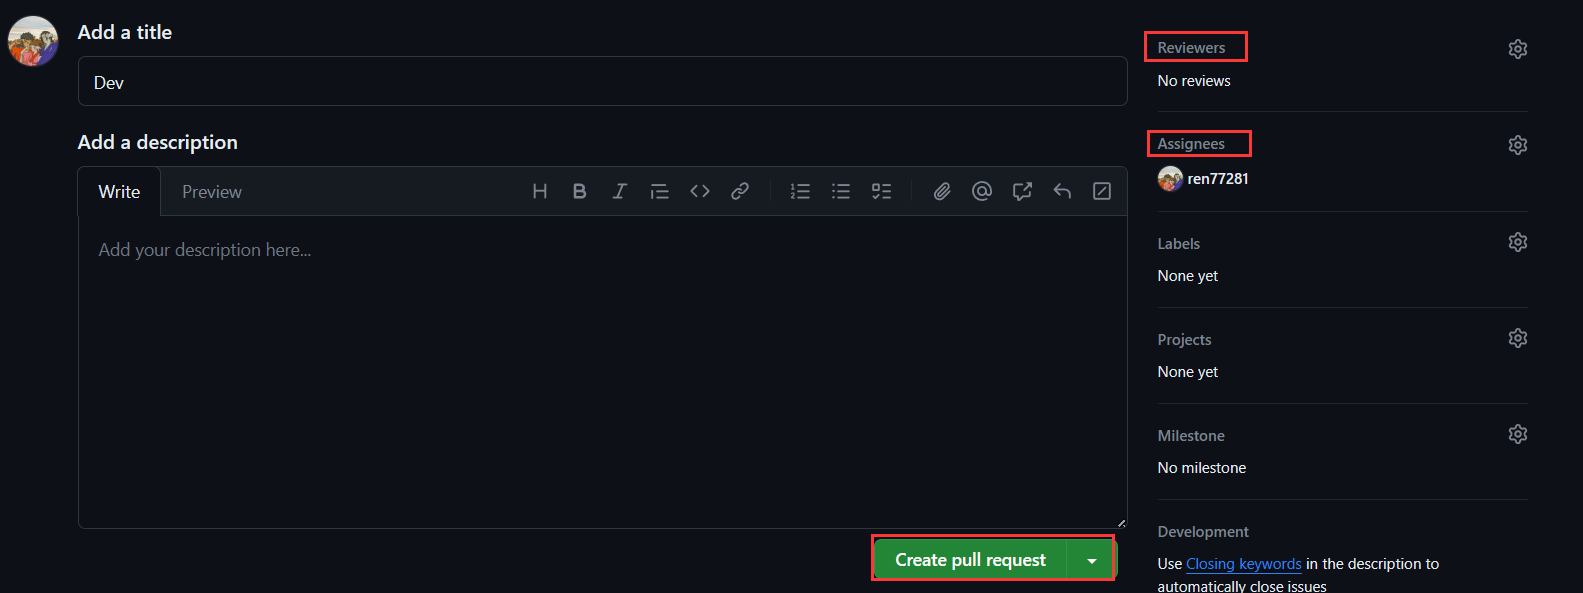 Add a title
Dev
Add a description
Write
Preview
H B I
Add your description here...
Create pull request
Reviewers
No reviews
Assignees
ren77281
Labels
None yet
Projects
None yet
Milestone
No milestone
Development
Use Closing keywords in the description to
automatically close issues